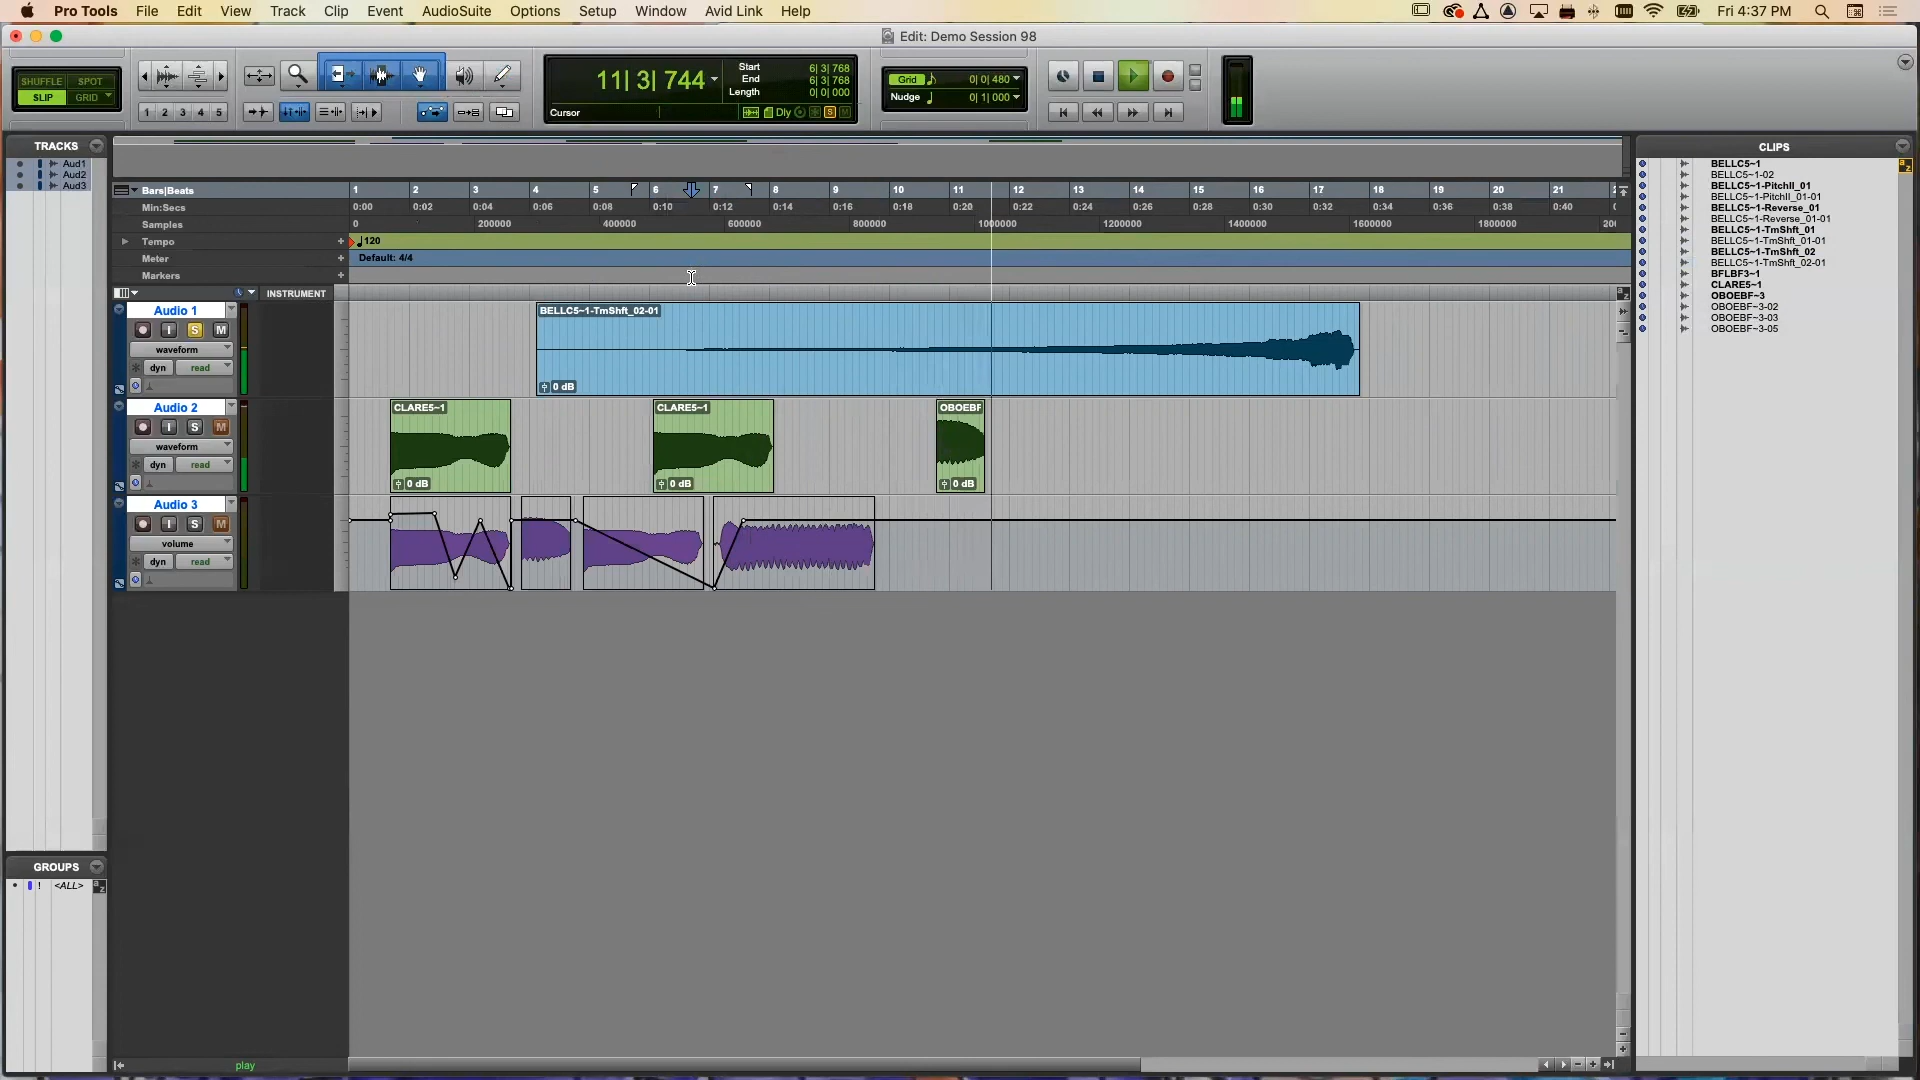 Pro Tools File Edit View Track Clip Event AudioSuite Options Setup Window Avid Link Help Fri 4:37 PM
Edit: Demo Session 98
SHUFFLE SPOT
SLIP GRID
1 2 3 4 5
11| 3| 744
Start 6| 3| 768
End 6| 3| 768
Length 0| 0| 000
Cursor
Dly S M
Grid 0| 0| 480
Nudge 0| 1| 000
TRACKS
Aud1
Aud2
Aud3
Bars|Beats 1 2 3 4 5 6 7 8 9 10 11 12 13 14 15 16 17 18 19 20 21
Min:Secs 0:00 0:02 0:04 0:06 0:08 0:10 0:12 0:14 0:16 0:18 0:20 0:22 0:24 0:26 0:28 0:30 0:32 0:34 0:36 0:38 0:40
Samples 0 200000 400000 600000 800000 1000000 1200000 1400000 1600000 1800000
Tempo + 120
Meter + Default: 4/4
Markers +
INSTRUMENT
Audio 1
I S M
waveform
dyn read
BELLC5~1-TmShft_02-01
0 dB
Audio 2
I S M
waveform
dyn read
CLARE5~1 CLARE5~1 OBOEBF
0 dB 0 dB 0 dB
Audio 3
I S M
volume
dyn read
GROUPS
! <ALL>
play
CLIPS
BELLC5~1
BELLC5~1-02
BELLC5~1-PitchII_01
BELLC5~1-PitchII_01-01
BELLC5~1-Reverse_01
BELLC5~1-Reverse_01-01
BELLC5~1-TmShft_01
BELLC5~1-TmShft_01-01
BELLC5~1-TmShft_02
BELLC5~1-TmShft_02-01
BFLBF3~1
CLARE5~1
OBOEBF~3
OBOEBF~3-02
OBOEBF~3-03
OBOEBF~3-05